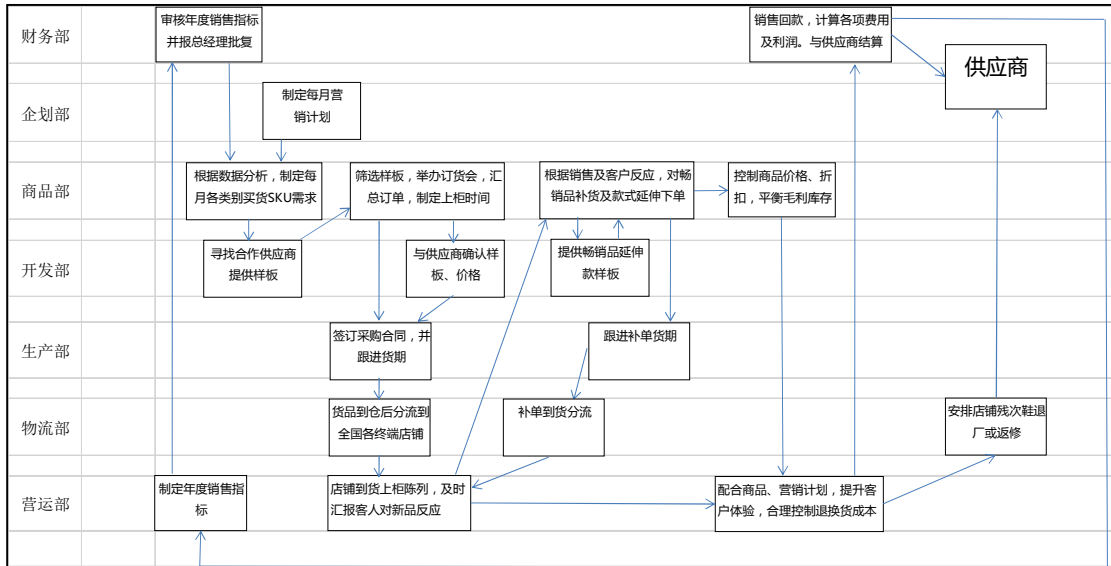 财务部
审核年度销售指标
并报总经理批复
销售回款，计算各项费用
及利润。与供应商结算
供应商
企划部
制定每月营
销计划
商品部
根据数据分析，制定每
月各类别买货SKU需求
筛选样板，举办订货会，汇
总订单，制定上柜时间
根据销售及客户反应，对畅
销品补货及款式延伸下单
控制商品价格、折
扣，平衡毛利库存
开发部
寻找合作供应商
提供样板
与供应商确认样
板、价格
提供畅销品延伸
款样板
生产部
签订采购合同，并
跟进货期
跟进补单货期
物流部
货品到仓后分流到
全国各终端店铺
补单到货分流
安排店铺残次鞋退
厂或返修
营运部
制定年度销售指
标
店铺到货上柜陈列，及时
汇报客人对新品反应
配合商品、营销计划，提升客
户体验，合理控制退换货成本